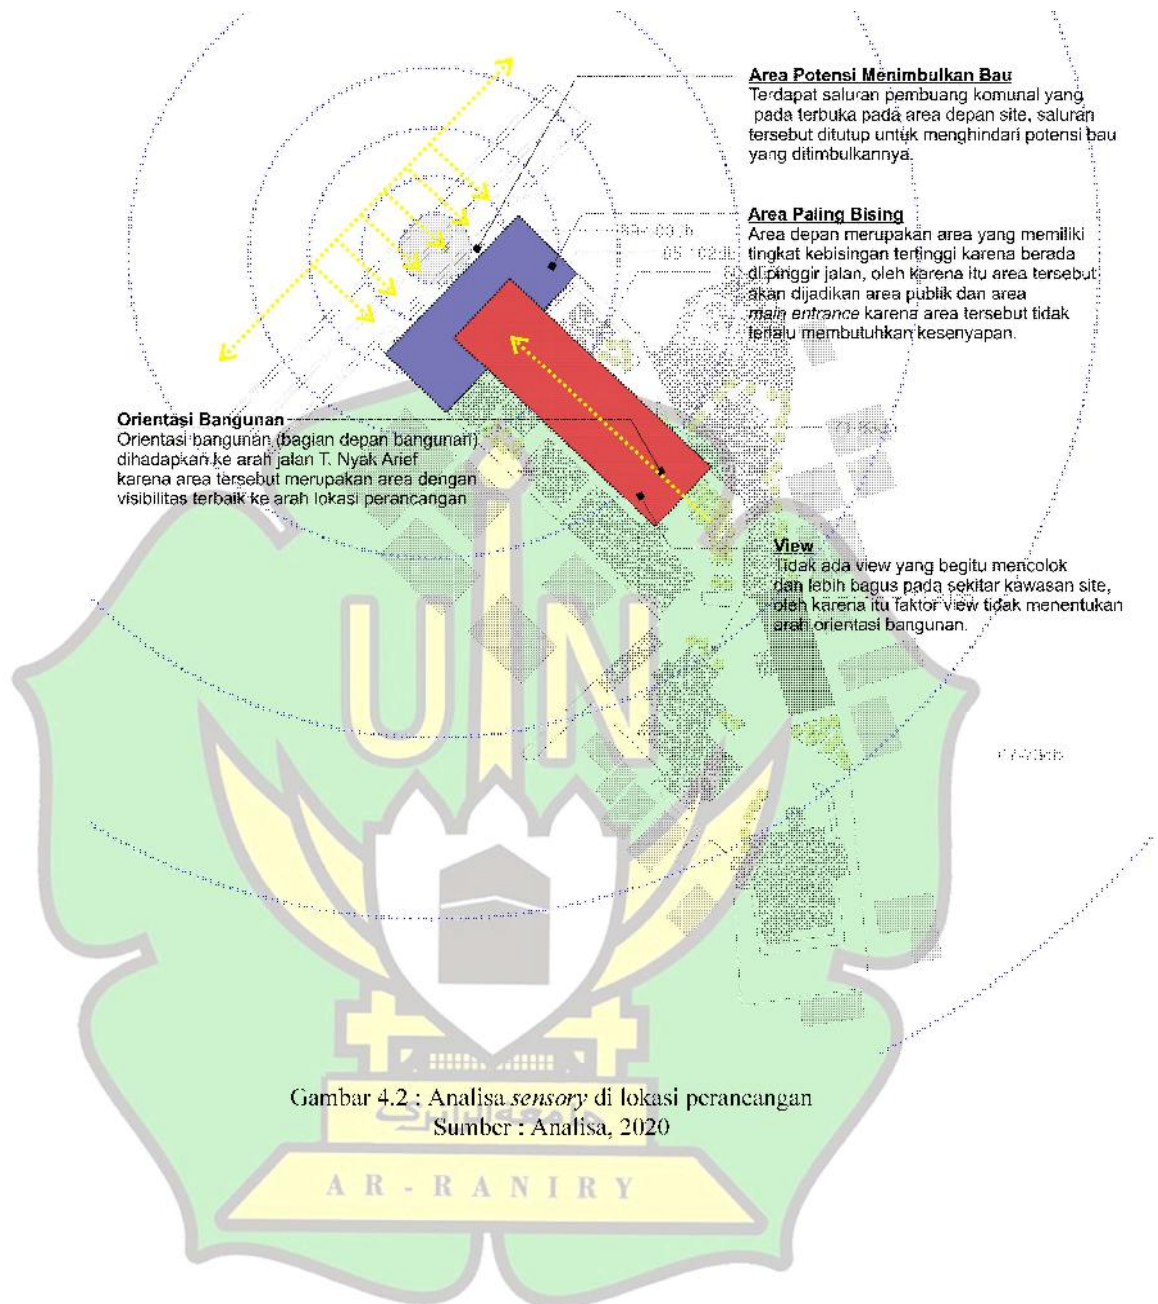 Area Potensi Menimbulkan Bau
Terdapat saluran pembuang komunal yang
pada terbuka pada area depan site, saluran
tersebut ditutup untuk menghindari potensi bau
yang ditimbulkannya.
Area Paling Bising
Area depan merupakan area yang memiliki
tingkat kebisingan tertinggi karena berada
di pinggir jalan, oleh karena itu area tersebut
akan dijadikan area publik dan area
main entrance karena area tersebut tidak
terlalu membutuhkan kesenyapan.
Orientasi Bangunan
Orientasi bangunan (bagian depan bangunan)
dihadapkan ke arah jalan T. Nyak Arief
karena area tersebut merupakan area dengan
visibilitas terbaik ke arah lokasi perancangan
View
Tidak ada view yang begitu mencolok
dan lebih bagus pada sekitar kawasan site,
oleh karena itu faktor view tidak menentukan
arah orientasi bangunan.
UIN
Gambar 4.2 : Analisa sensory di lokasi perancangan
جامعة الرانيري
Sumber : Analisa, 2020
AR-RANIRY